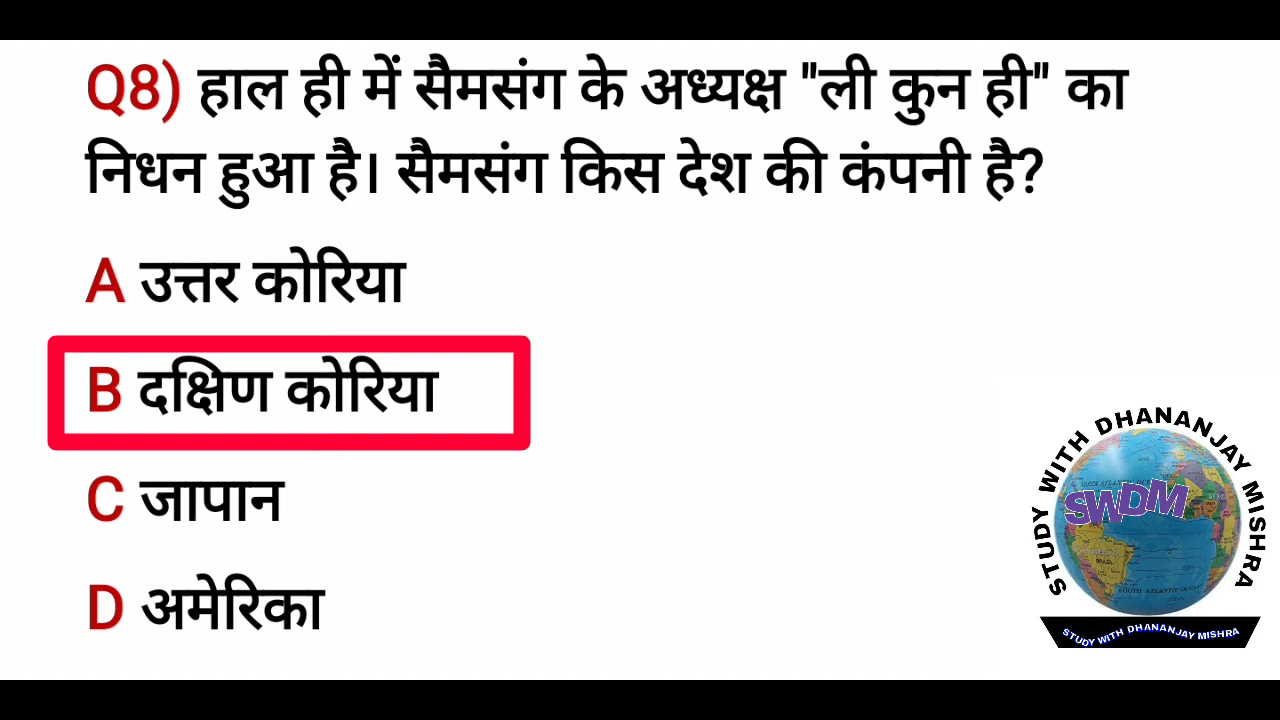 Q8) हाल ही में सैमसंग के अध्यक्ष "ली कुन ही" का
निधन हुआ है। सैमसंग किस देश की कंपनी है?
A उत्तर कोरिया
B दक्षिण कोरिया
C जापान
D अमेरिका
STUDY WITH DHANANJAY MISHRA
SWDM
BRAZIL
STUDY WITH DHANANJAY MISHRA